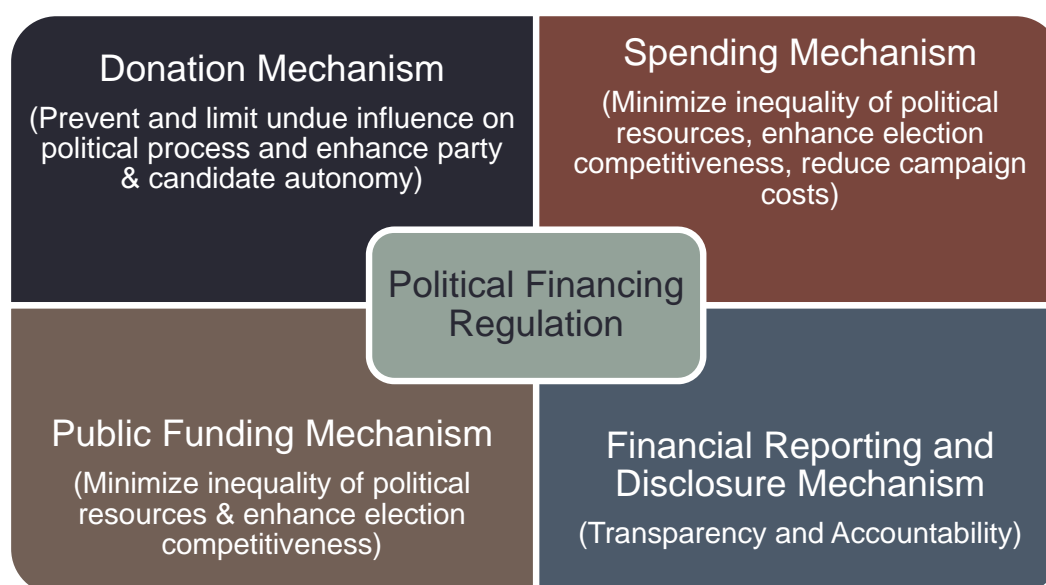 Donation Mechanism
(Prevent and limit undue influence on
political process and enhance party
& candidate autonomy)
Spending Mechanism
(Minimize inequality of political
resources, enhance election
competitiveness, reduce campaign
costs)
Political Financing
Regulation
Public Funding Mechanism
(Minimize inequality of political
resources & enhance election
competitiveness)
Financial Reporting and
Disclosure Mechanism
(Transparency and Accountability)